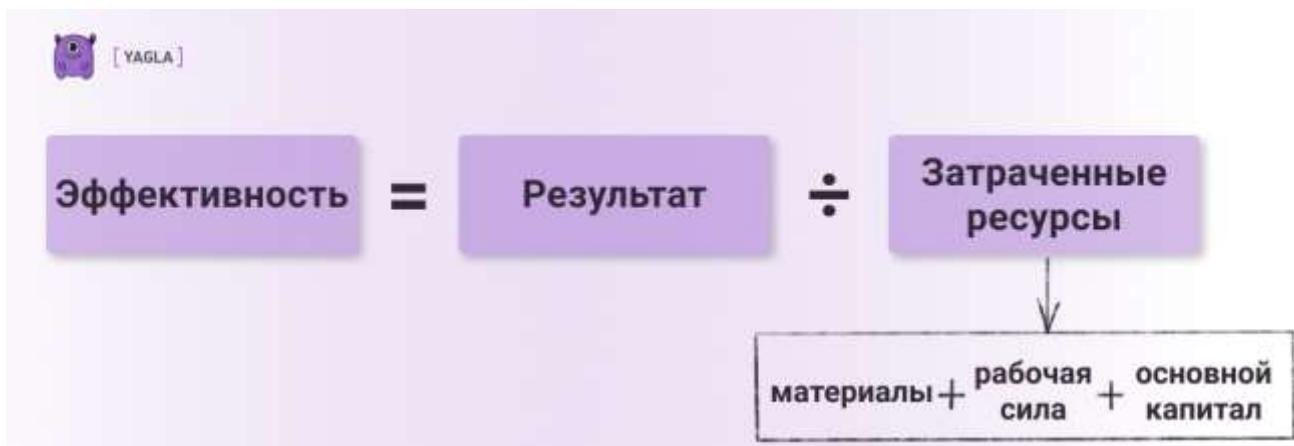 [ YAGLA ]
Эффективность = Результат ÷ Затраченные
ресурсы
материалы + рабочая сила + основной капитал